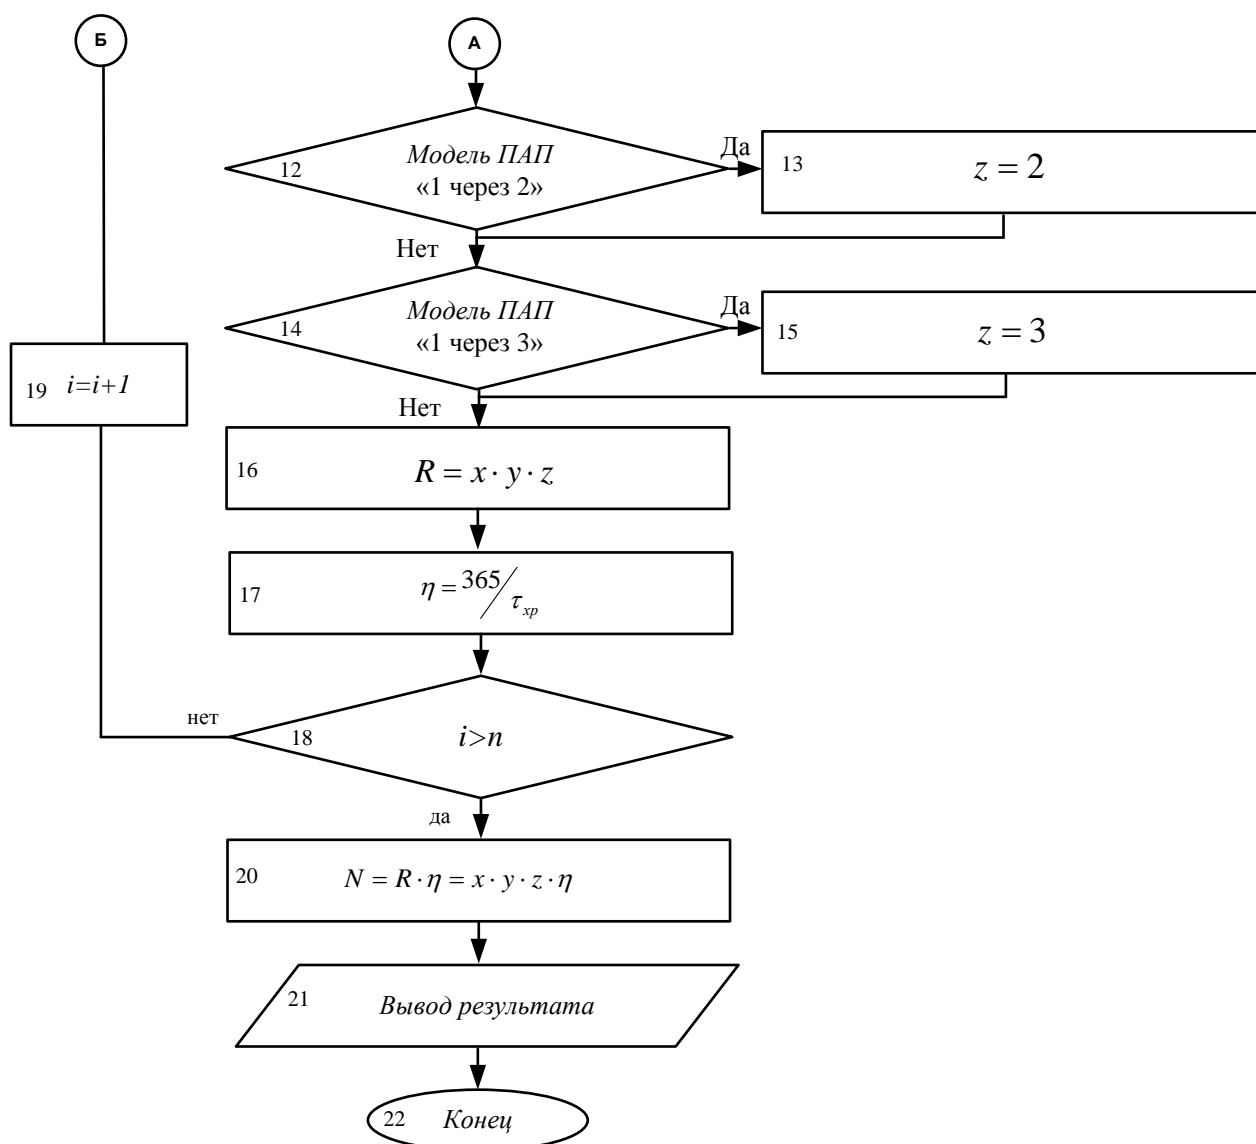 Б
А
12
Модель ПАП
«1 через 2»
Да
13
z = 2
Нет
14
Модель ПАП
«1 через 3»
Да
15
z = 3
19 i=i+1
Нет
16
R = x · y · z
17
η = 365/τхр
нет
18
i>n
да
20
N = R · η = x · y · z · η
21
Вывод результата
22
Конец